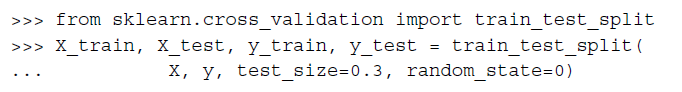 >>> from sklearn.cross_validation import train_test_split
>>> X_train, X_test, y_train, y_test = train_test_split(
...          X, y, test_size=0.3, random_state=0)